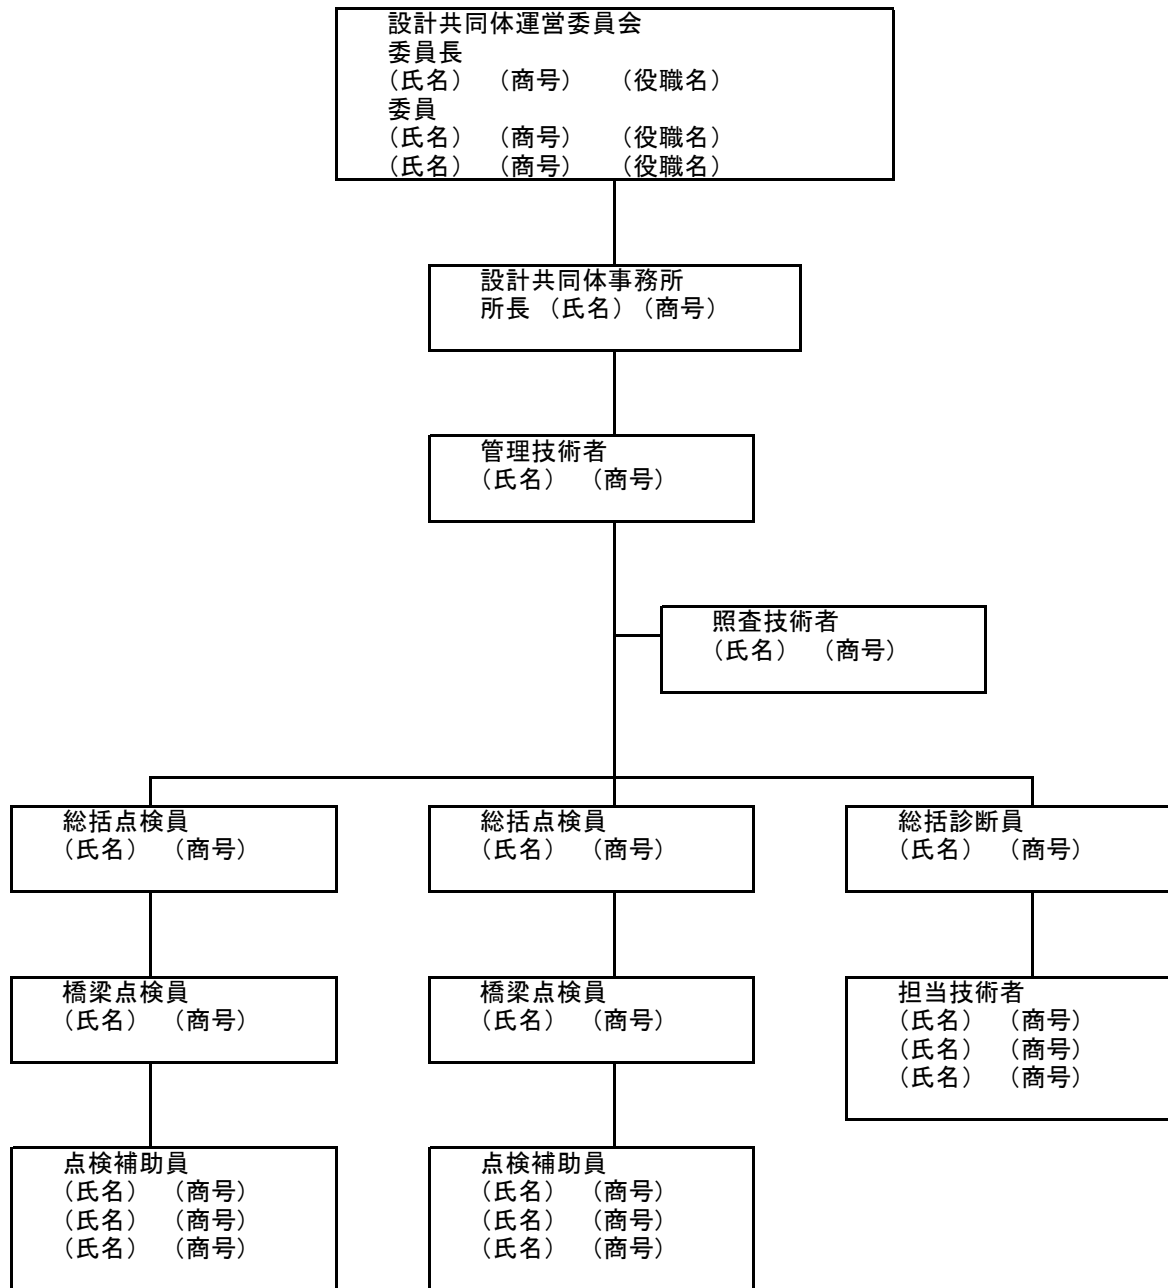 設計共同体運営委員会
委員長
（氏名）　（商号）　　（役職名）
委員
（氏名）　（商号）　　（役職名）
（氏名）　（商号）　　（役職名）
設計共同体事務所
所長　（氏名）（商号）
管理技術者
（氏名）　（商号）
照査技術者
（氏名）　（商号）
総括点検員
（氏名）　（商号）
総括点検員
（氏名）　（商号）
総括診断員
（氏名）　（商号）
橋梁点検員
（氏名）　（商号）
橋梁点検員
（氏名）　（商号）
担当技術者
（氏名）　（商号）
（氏名）　（商号）
（氏名）　（商号）
点検補助員
（氏名）　（商号）
（氏名）　（商号）
（氏名）　（商号）
点検補助員
（氏名）　（商号）
（氏名）　（商号）
（氏名）　（商号）